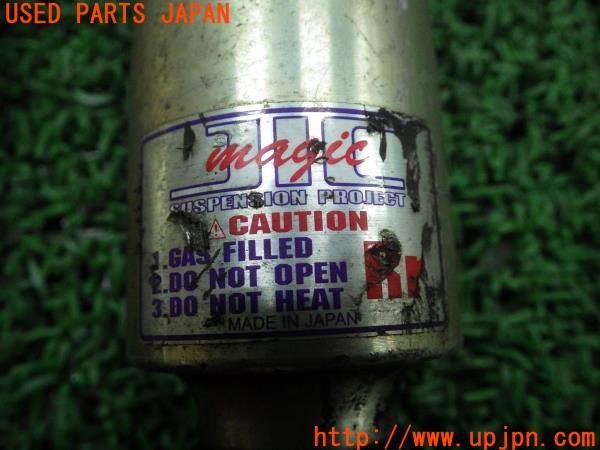 USED PARTS JAPAN
JIC
magic
SUSPENSION PROJECT
⚠CAUTION
1.GAS FILLED
2.DO NOT OPEN
3.DO NOT HEAT
Rr
MADE IN JAPAN
http://www.upjpn.com/